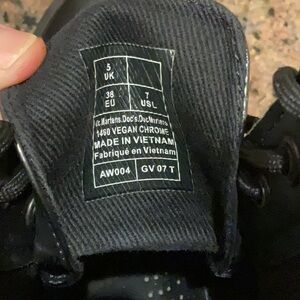 5
UK
38
EU
7
USL
Dr.Martens.Doc's.DocMartens
1460 VEGAN CHROME
MADE IN VIETNAM
Fabriqué en Vietnam
AW004
GV 07 T